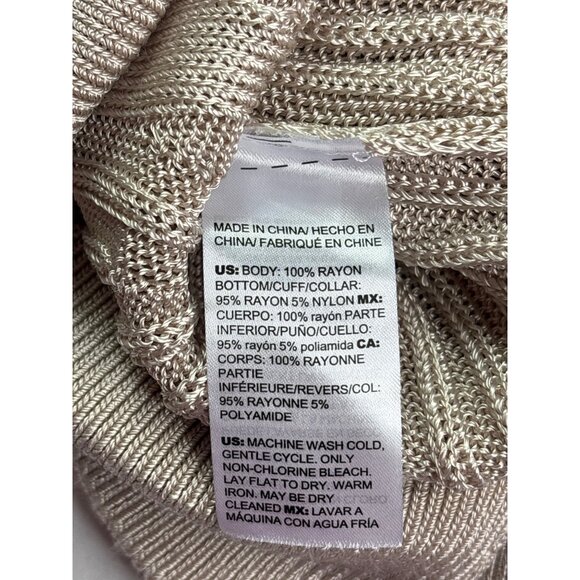 MADE IN CHINA/ HECHO EN
CHINA/ FABRIQUÉ EN CHINE
US: BODY: 100% RAYON
BOTTOM/CUFF/COLLAR:
95% RAYON 5% NYLON MX:
CUERPO: 100% rayón PARTE
INFERIOR/PUÑO/CUELLO:
95% rayón 5% poliamida CA:
CORPS: 100% RAYONNE
PARTIE
INFÉRIEURE/REVERS/COL:
95% RAYONNE 5%
POLYAMIDE
US: MACHINE WASH COLD,
GENTLE CYCLE. ONLY
NON-CHLORINE BLEACH.
LAY FLAT TO DRY. WARM
IRON. MAY BE DRY
CLEANED MX: LAVAR A
MÁQUINA CON AGUA FRÍA